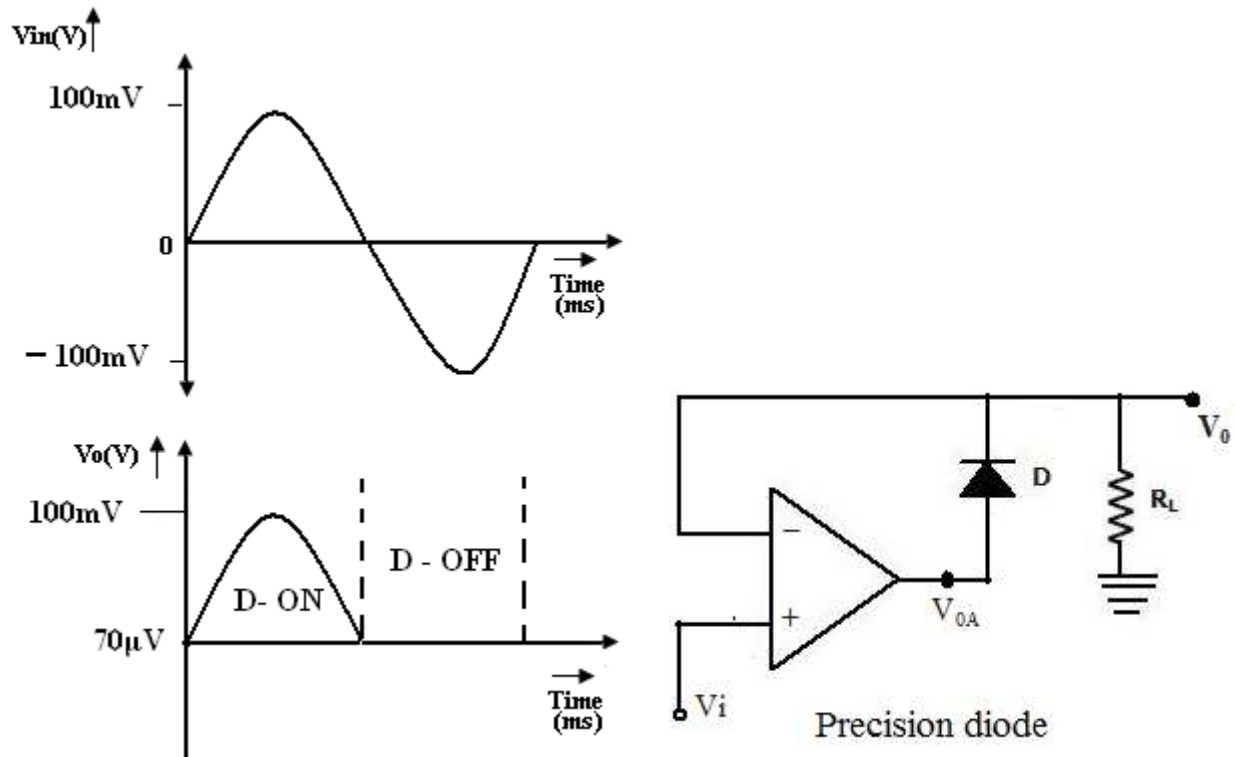 Vin(V)
100mV
0
Time
(ms)
− 100mV
Vo(V)
100mV
D- ON
D - OFF
70µV
Time
(ms)
V0
D
RL
−
+
V0A
Vi
Precision diode